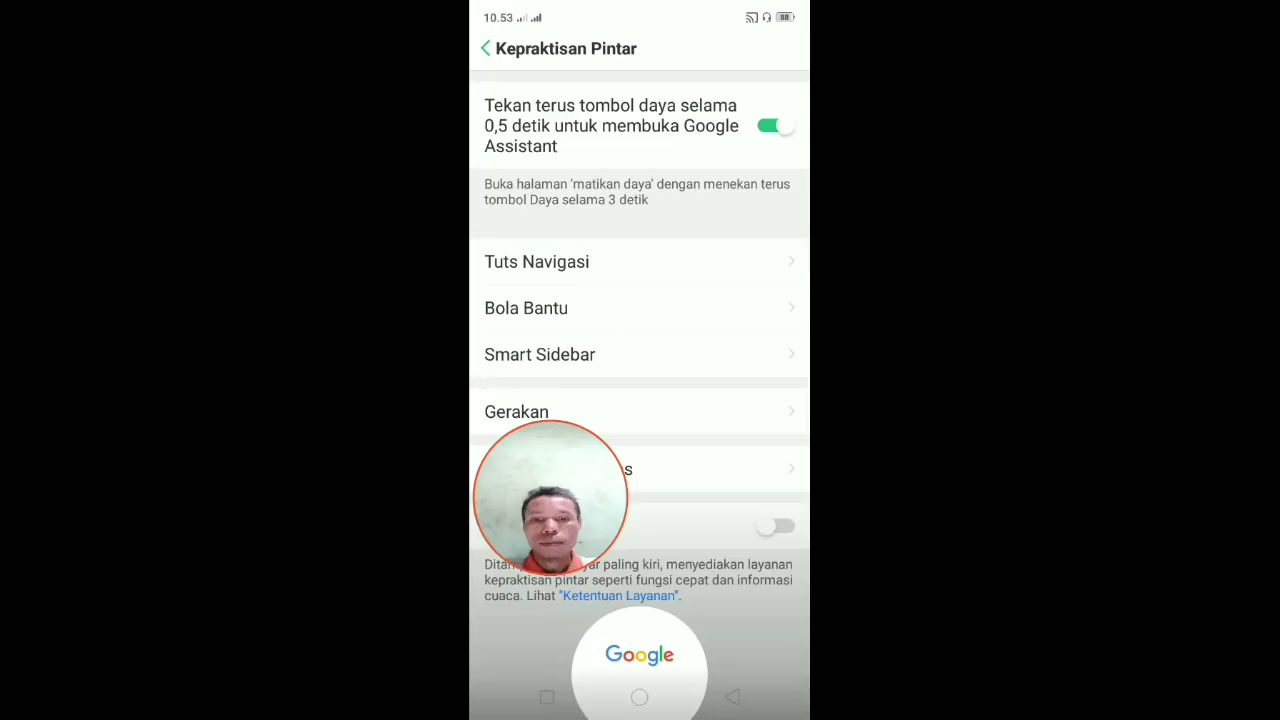 10.53
88
Kepraktisan Pintar
Tekan terus tombol daya selama
0,5 detik untuk membuka Google
Assistant
Buka halaman 'matikan daya' dengan menekan terus
tombol Daya selama 3 detik
Tuts Navigasi
Bola Bantu
Smart Sidebar
Gerakan
kepraktisan pintar seperti fungsi cepat dan informasi
paling kiri, menyediakan layanan
cuaca. Lihat "Ketentuan Layanan".
Google